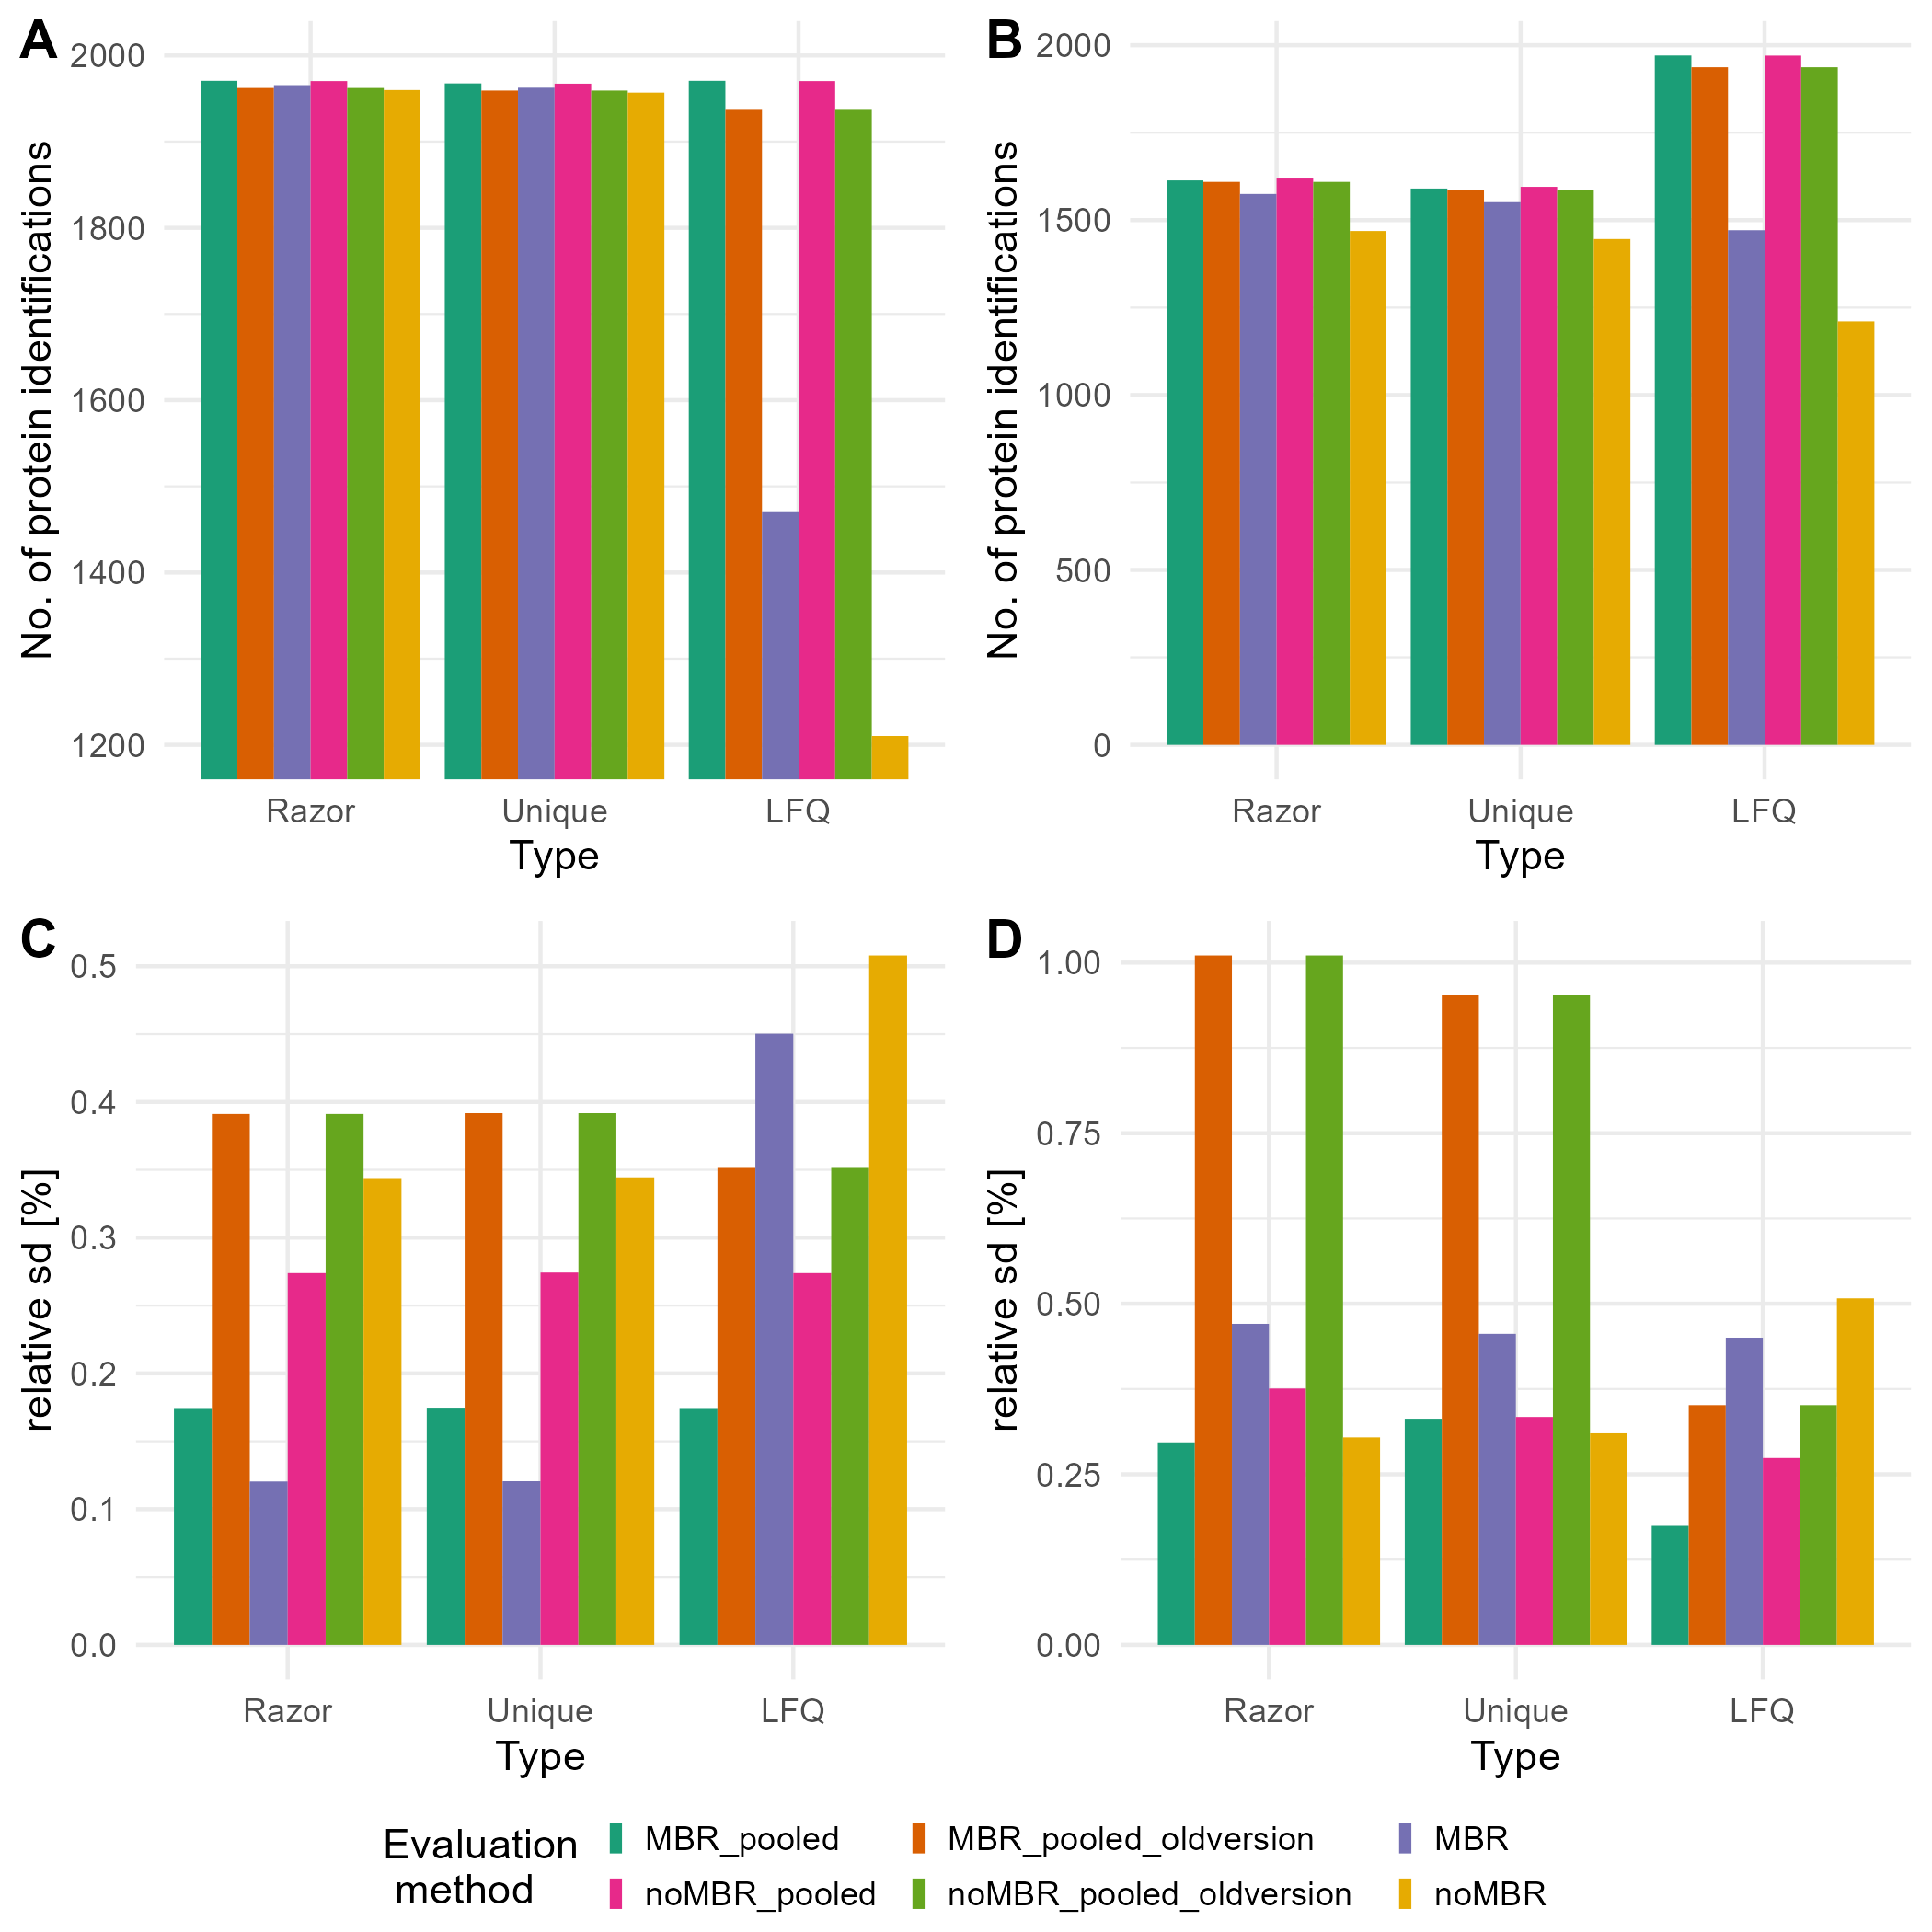 A
No. of protein identifications
2000
1800
1600
1400
1200
Razor Unique LFQ
Type
B
No. of protein identifications
2000
1500
1000
500
0
Razor Unique LFQ
Type
C
relative sd [%]
0.5
0.4
0.3
0.2
0.1
0.0
Razor Unique LFQ
Type
D
relative sd [%]
1.00
0.75
0.50
0.25
0.00
Razor Unique LFQ
Type
Evaluation
method
MBR_pooled MBR_pooled_oldversion MBR
noMBR_pooled noMBR_pooled_oldversion noMBR